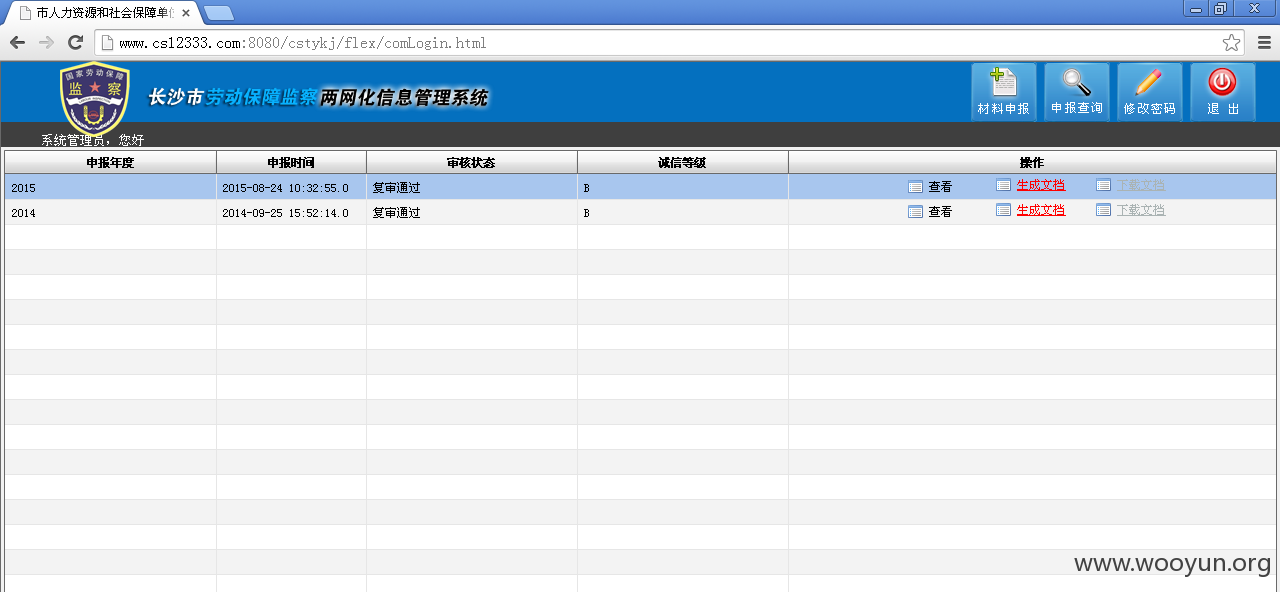 市人力资源和社会保障单位
www.cs12333.com:8080/cstykj/flex/comLogin.html
国家劳动保障
监察
长沙市劳动保障监察两网化信息管理系统
材料申报 申报查询 修改密码 退出
系统管理员，您好
申报年度 申报时间 审核状态 诚信等级 操作
2015 2015-08-24 10:32:55.0 复审通过 B 查看 生成文档 下载文档
2014 2014-09-25 15:32:45.0 复审通过 B 查看 生成文档 下载文档
www.wooyun.org